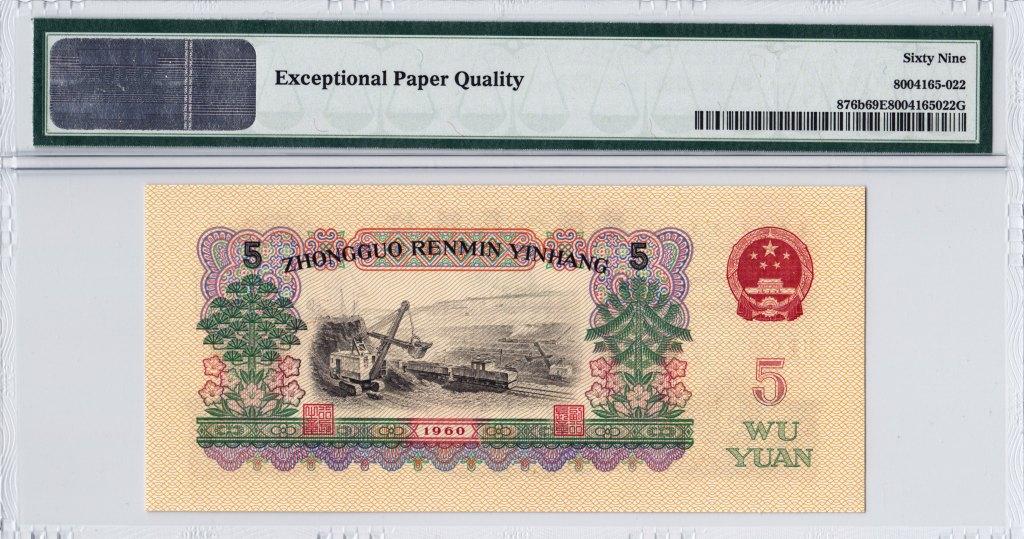 Sixty Nine
Exceptional Paper Quality
8004165-022
876b69E8004165022G
5 ZHONGGUO RENMIN YINHANG 5
5
1960
WU
YUAN